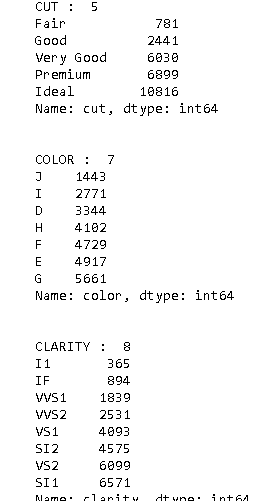 CUT :  5
Fair            781
Good           2441
Very Good      6030
Premium        6899
Ideal         10816
Name: cut, dtype: int64
COLOR :  7
J    1443
I    2771
D    3344
H    4102
F    4729
E    4917
G    5661
Name: color, dtype: int64
CLARITY :  8
I1       365
IF       894
VVS1    1839
VVS2    2531
VS1     4093
SI2     4575
VS2     6099
SI1     6571
Name: clarity, dtype: int64